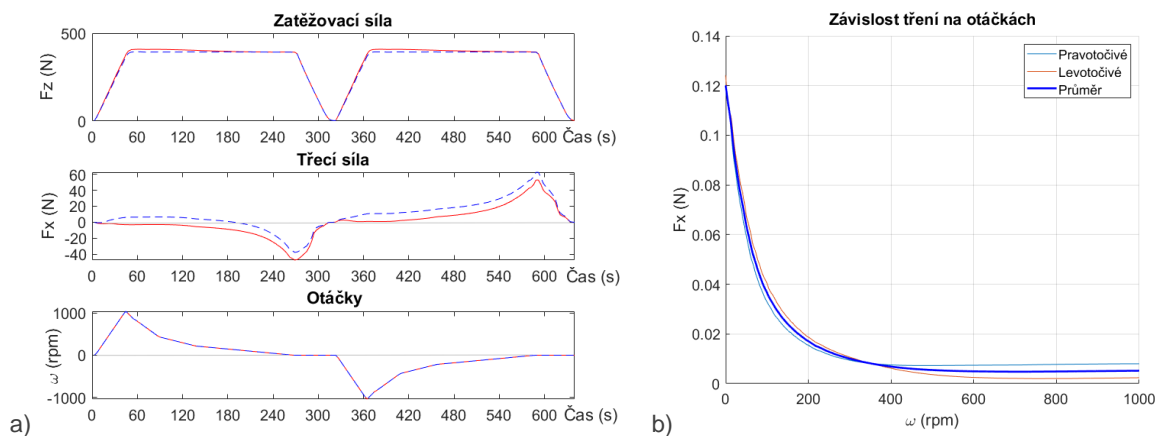 Zatěžovací síla
Fz (N)
500
0
0 60 120 180 240 300 360 420 480 540 600 Čas (s)
Třecí síla
Fx (N)
60
40
20
0
-20
-40
0 60 120 180 240 300 360 420 480 540 600 Čas (s)
Otáčky
ω (rpm)
1000
0
-1000
0 60 120 180 240 300 360 420 480 540 600 Čas (s)
a)
Závislost tření na otáčkách
Fx (N)
0.14
0.12
0.1
0.08
0.06
0.04
0.02
0
0 200 400 600 800 1000
ω (rpm)
Pravotočivé
Levotočivé
Průměr
b)